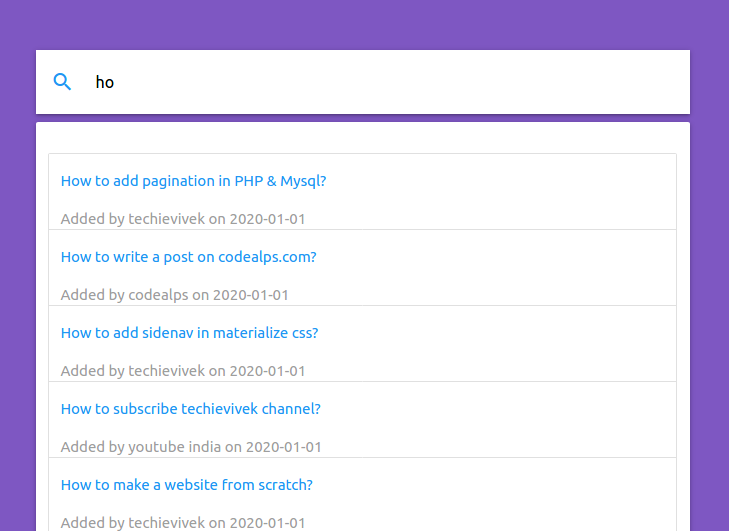 ho
How to add pagination in PHP & Mysql?
Added by techievivek on 2020-01-01
How to write a post on codealps.com?
Added by codealps on 2020-01-01
How to add sidenav in materialize css?
Added by techievivek on 2020-01-01
How to subscribe techievivek channel?
Added by youtube india on 2020-01-01
How to make a website from scratch?
Added by techievivek on 2020-01-01